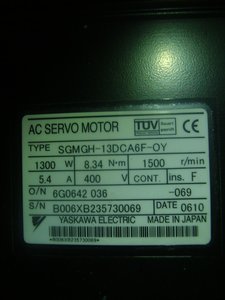 AC SERVO MOTOR TÜV
TYPE SGMGH-13DCA6F-OY
1300 W 8.34 N·m 1500 r/min
5.4 A 400 V CONT. ins. F
O/N 6G0642 036 -069
S/N B006XB235730069 DATE 0610
YASKAWA ELECTRIC MADE IN JAPAN
*B006XB235730069*